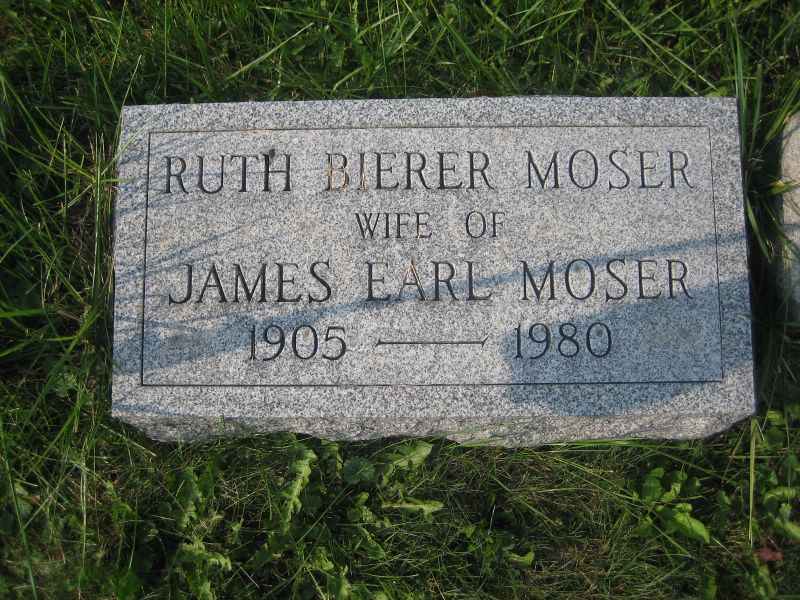 RUTH BIERER MOSER
WIFE OF
JAMES EARL MOSER
1905 — 1980